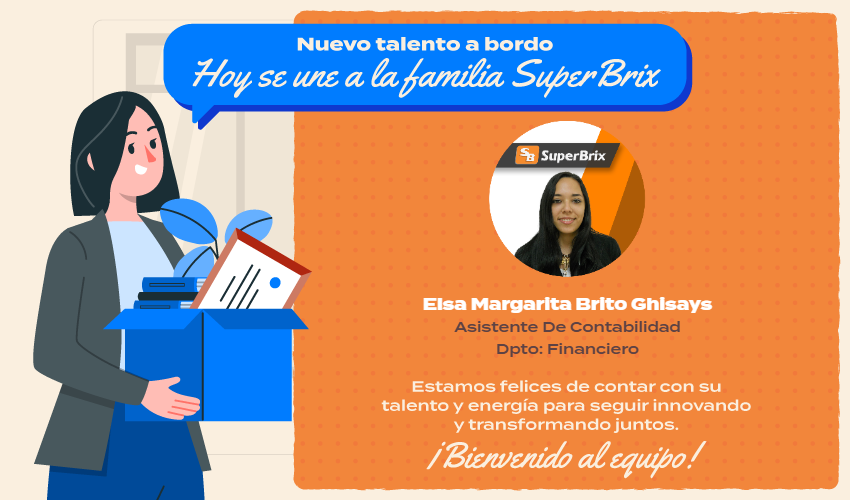 Nuevo talento a bordo
Hoy se une a la familia SuperBrix
SB SuperBrix
Elsa Margarita Brito Ghisays
Asistente De Contabilidad
Dpto: Financiero
Estamos felices de contar con su
talento y energía para seguir innovando
y transformando juntos.
¡Bienvenido al equipo!